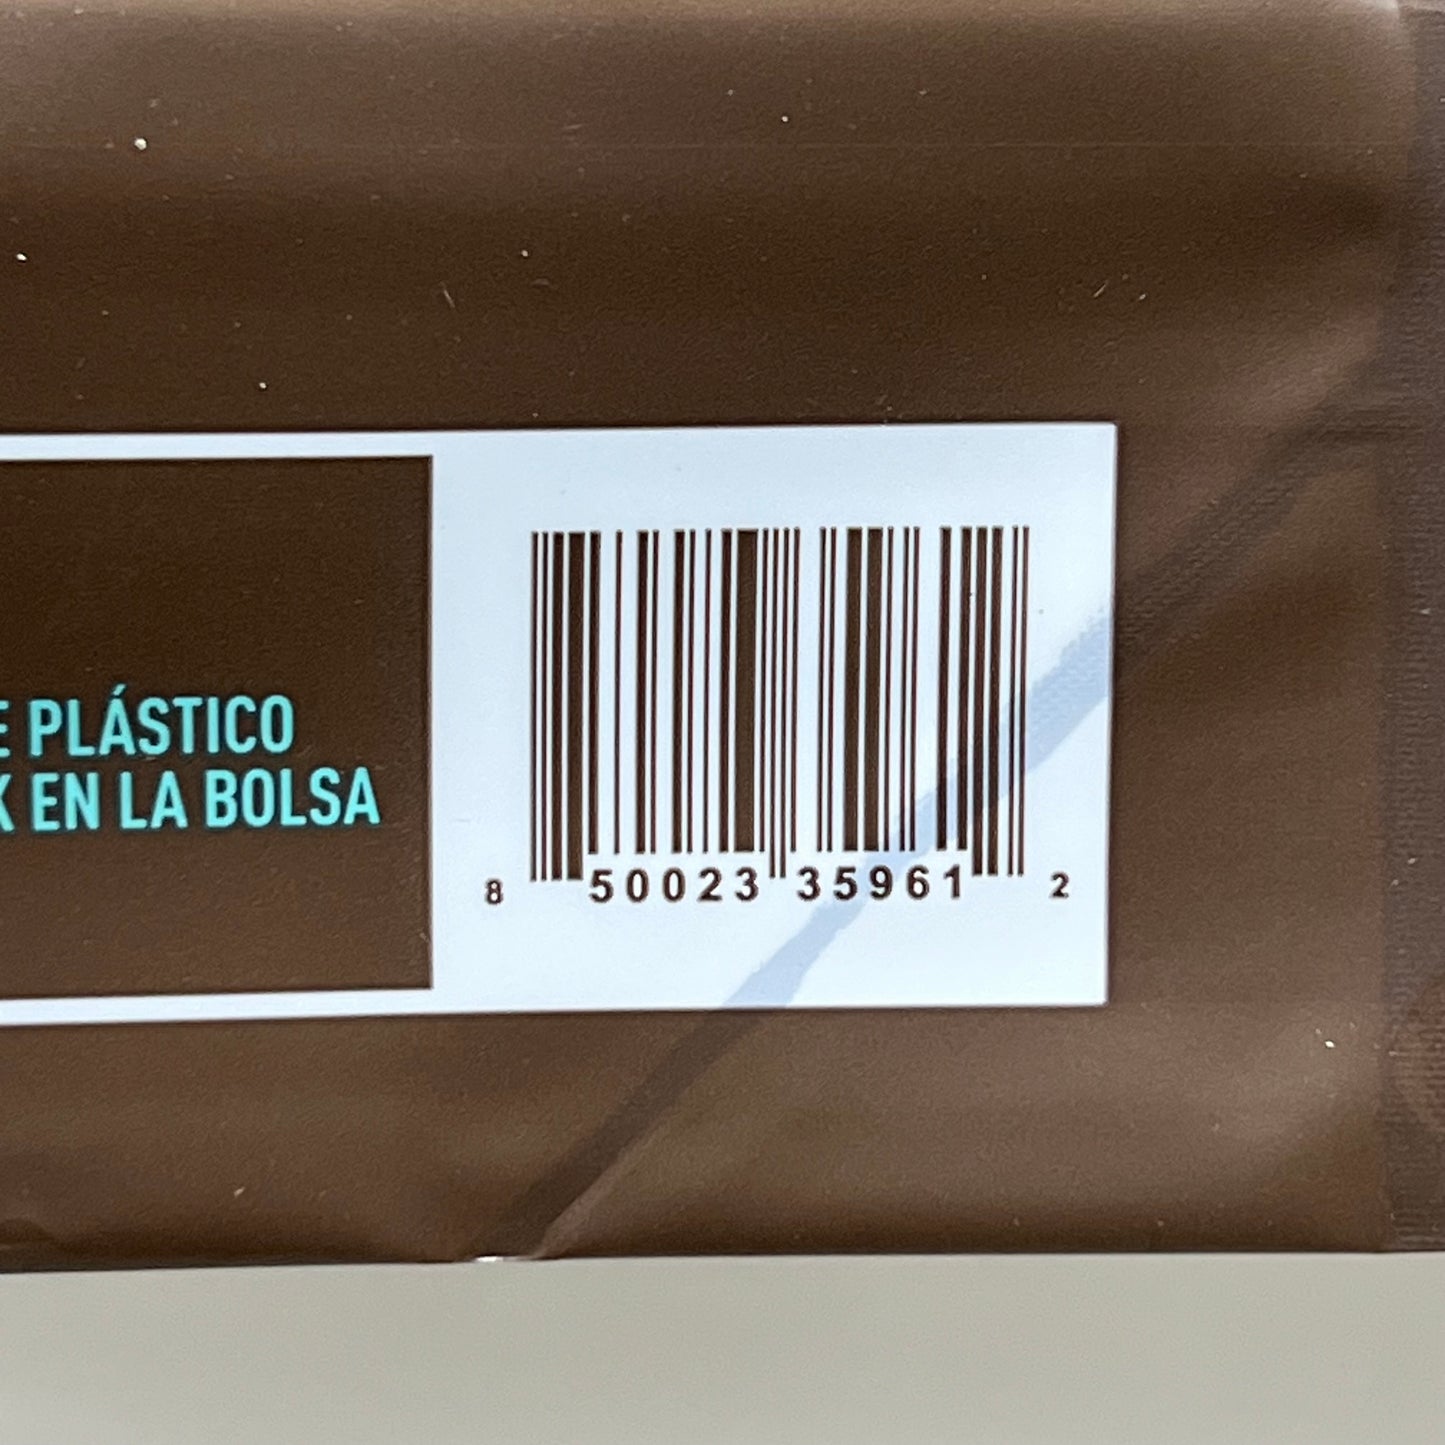 E PLÁSTICO
K EN LA BOLSA
8 50023 35961 2